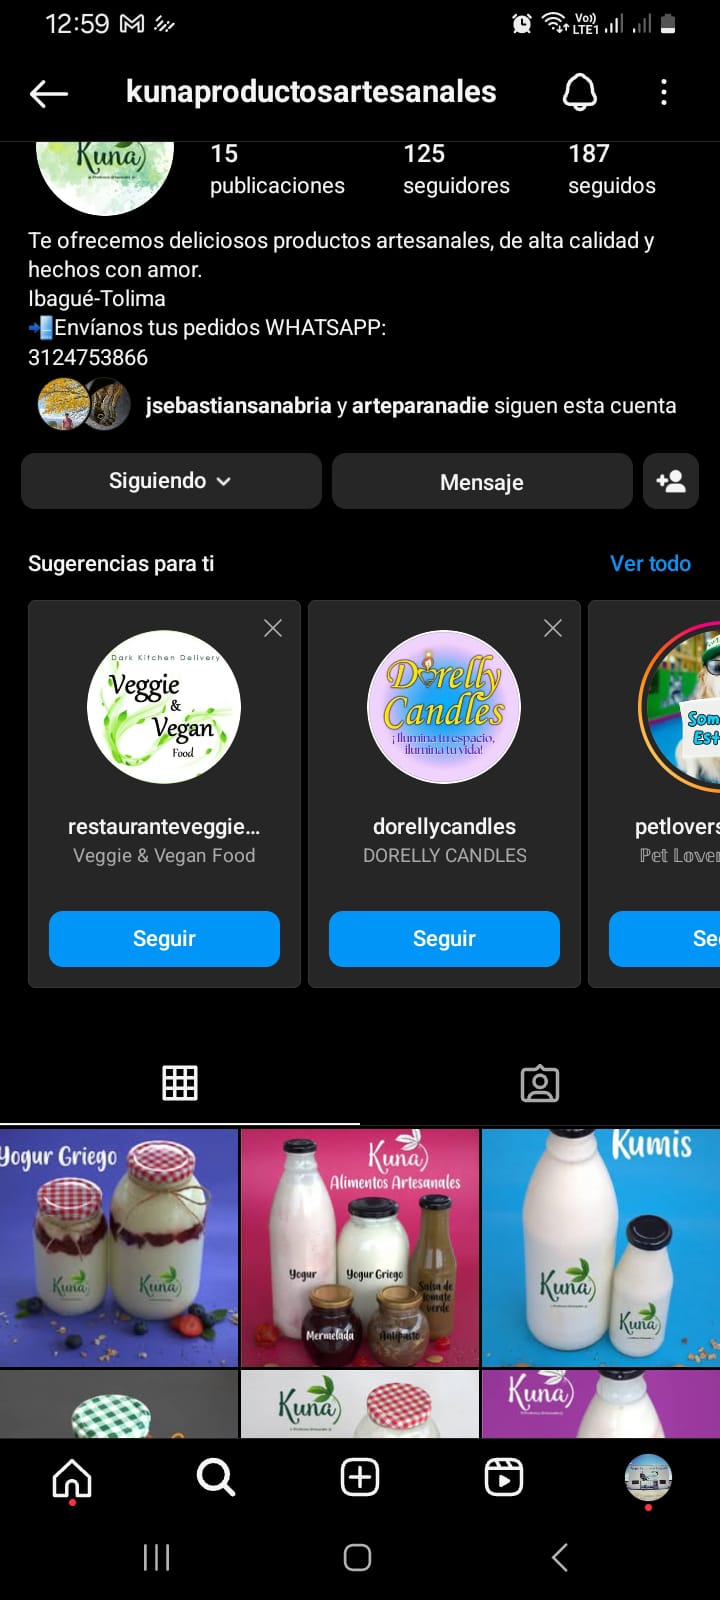 12:59
Vo))
LTE1
kunaproductosartesanales
Kuna
15
publicaciones
125
seguidores
187
seguidos
Te ofrecemos deliciosos productos artesanales, de alta calidad y
hechos con amor.
Ibagué-Tolima
Envíanos tus pedidos WHATSAPP:
3124753866
jsebastiansanabria y arteparanadie siguen esta cuenta
Siguiendo
Mensaje
Sugerencias para ti
Ver todo
Dark Kitchen Delivery
Veggie
&
Vegan
Food
restauranteveggie...
Veggie & Vegan Food
Seguir
Dorelly
Candles
¡Ilumina tu espacio,
ilumina tu vida!
dorellycandles
DORELLY CANDLES
Seguir
Som
Est
petlovers
ℙet 𝕃over
Se
Yogur Griego
Kuna
Kuna
Kuna
Alimentos Artesanales
Yogur
Yogur Griego
Salsa de
tomate
verde
Mermelada
Antipasto
Kumis
Kuna
Kuna
Kuna
Kuna